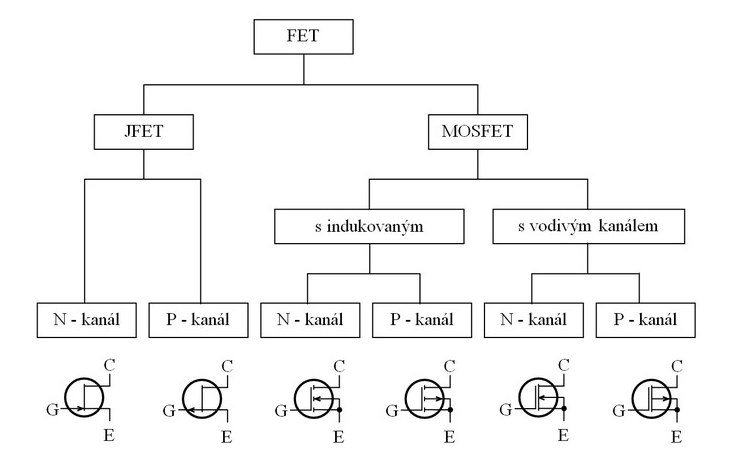 FET
JFET
MOSFET
s indukovaným
s vodivým kanálem
N - kanál
P - kanál
N - kanál
P - kanál
N - kanál
P - kanál
C
C
C
C
C
C
G
G
G
G
G
G
E
E
E
E
E
E